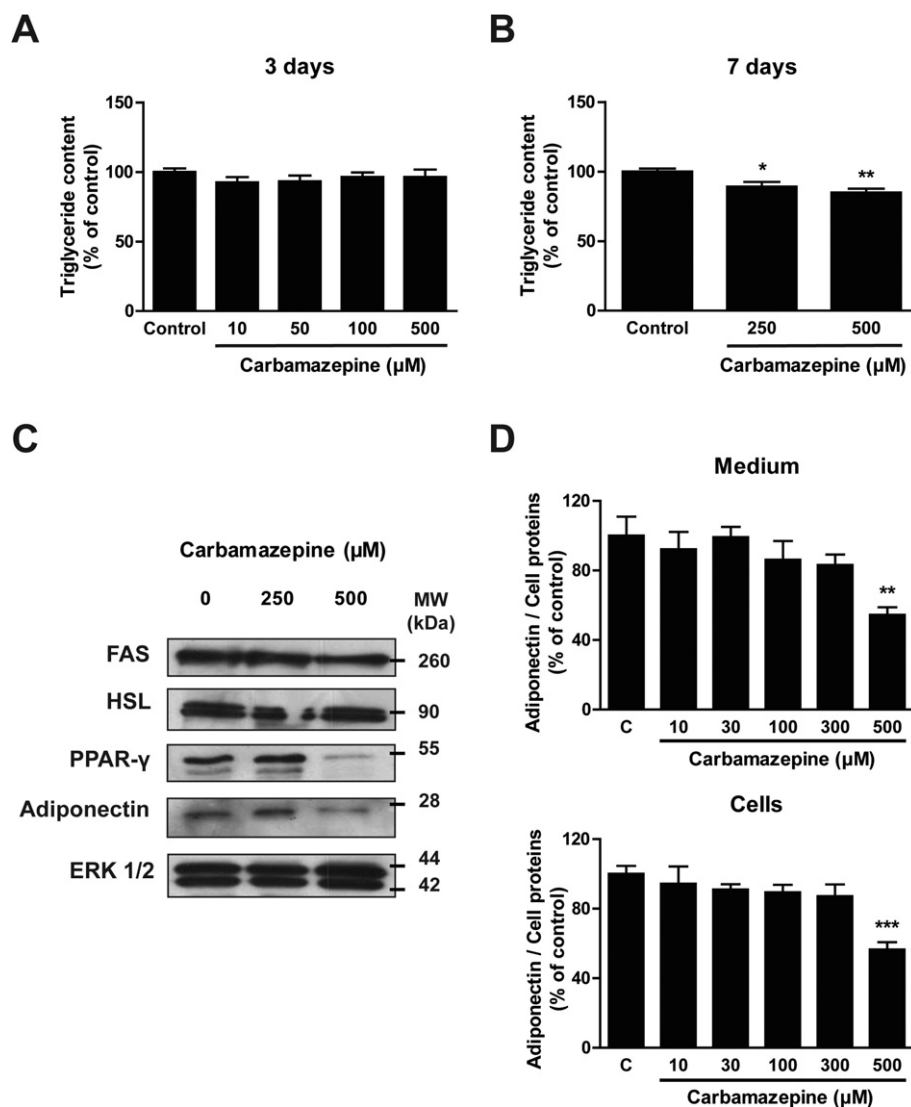 A
3 days
Triglyceride content
(% of control)
150
100
50
0
Control 10 50 100 500
Carbamazepine (µM)
B
7 days
Triglyceride content
(% of control)
150
100
50
0
* **
Control 250 500
Carbamazepine (µM)
C
Carbamazepine (µM)
0 250 500 MW
(kDa)
FAS 260
HSL 90
PPAR-γ 55
Adiponectin 28
ERK 1/2 44
42
D
Medium
Adiponectin / Cell proteins
(% of control)
120
80
40
0
**
C 10 30 100 300 500
Carbamazepine (µM)
Cells
Adiponectin / Cell proteins
(% of control)
120
80
40
0
***
C 10 30 100 300 500
Carbamazepine (µM)